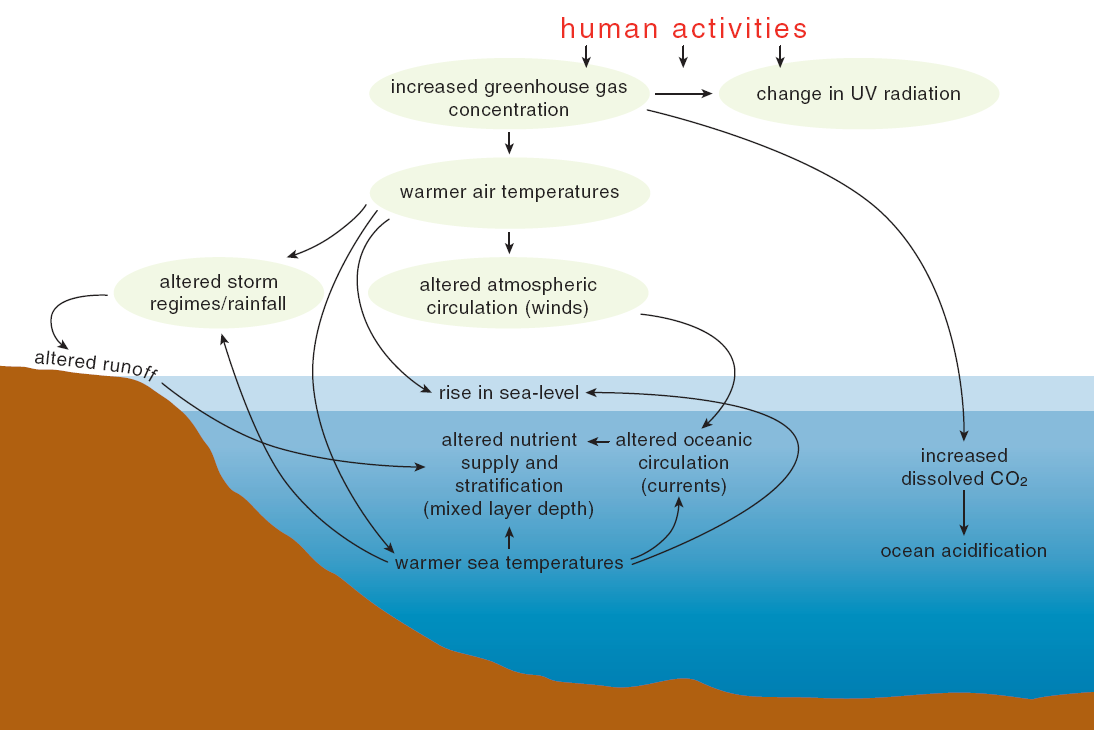 human activities
increased greenhouse gas
concentration
change in UV radiation
warmer air temperatures
altered storm
regimes/rainfall
altered atmospheric
circulation (winds)
altered runoff
rise in sea-level
altered nutrient
supply and
stratification
(mixed layer depth)
altered oceanic
circulation
(currents)
increased
dissolved CO₂
ocean acidification
warmer sea temperatures